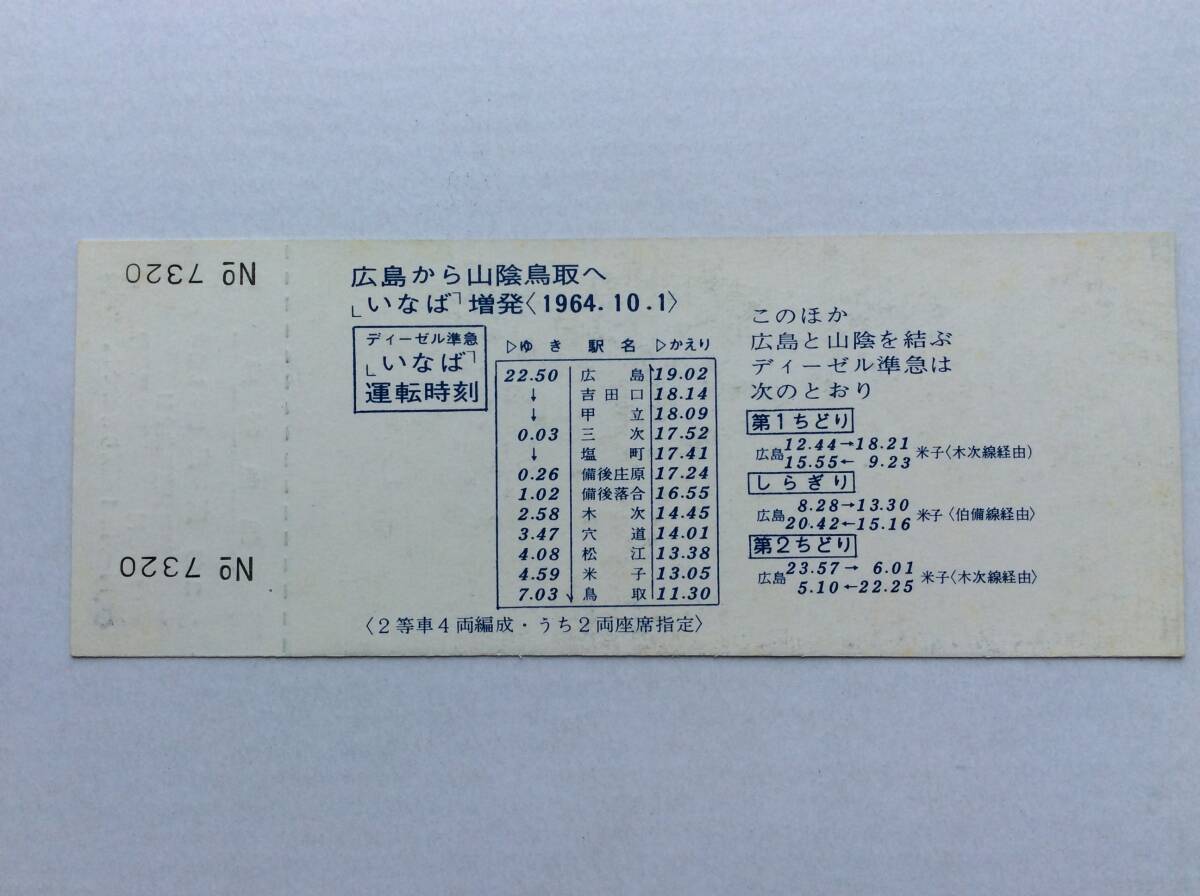 № 7320
№ 7320
広島から山陰鳥取へ
「いなば」増発〈1964.10.1〉
ディーゼル準急
「いなば」
運転時刻
▷ゆき 駅名 ▷かえり
22.50 広島 19.02
↓ 吉田口 18.14
↓ 甲立 18.09
0.03 三次 17.52
↓ 塩町 17.41
0.26 備後庄原 17.24
1.02 備後落合 16.55
2.58 木次 14.45
3.47 宍道 14.01
4.08 松江 13.38
4.59 米子 13.05
7.03 鳥取 11.30
〈2等車4両編成・うち2両座席指定〉
このほか
広島と山陰を結ぶ
ディーゼル準急は
次のとおり
第1ちどり
広島 12.44→18.21 米子〈木次線経由〉
15.55← 9.23
しらぎり
広島 8.28→13.30 米子〈伯備線経由〉
20.42←15.16
第2ちどり
広島 23.57→ 6.01 米子〈木次線経由〉
5.10←22.25